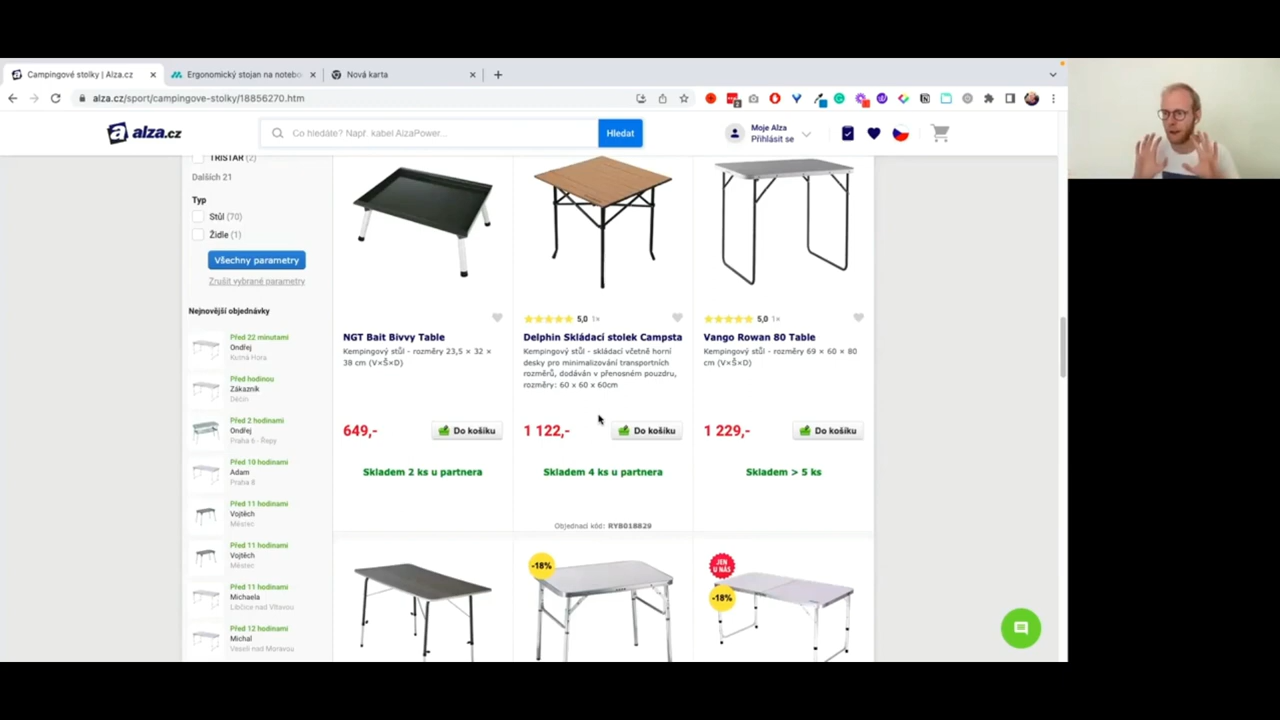 Campingové stolky | Alza.cz
Ergonomický stojan na notebo
Nová karta
alza.cz/sport/campingove-stolky/18856270.htm
alza.cz
Co hledáte? Např. kabel AlzaPower...
Hledat
Moje Alza
Přihlásit se
TRISTAR (2)
Dalších 21
Typ
Stůl (70)
Židle (1)
Všechny parametry
Zrušit vybrané parametry
Nejnovější objednávky
Před 22 minutami
Ondřej
Kutná Hora
Před hodinou
Zákazník
Děčín
Před 2 hodinami
Ondřej
Praha 6 - Řepy
Před 10 hodinami
Adam
Praha 8
Před 11 hodinami
Vojtěch
Městec
Před 11 hodinami
Vojtěch
Městec
Před 11 hodinami
Michaela
Libčice nad Vltavou
Před 12 hodinami
Michal
Veselí nad Moravou
NGT Bait Bivvy Table
Kempingový stůl - rozměry 23,5 × 32 ×
38 cm (V×Š×D)
649,-
Do košíku
Skladem 2 ks u partnera
5,0 1×
Delphin Skládací stolek Campsta
Kempingový stůl - skládací včetně horní
desky pro minimalizování transportních
rozměrů, dodáván v přenosném pouzdru,
rozměry: 60 x 60 x 60cm
1 122,-
Do košíku
Skladem 4 ks u partnera
Objednací kód: RYB018829
5,0 1×
Vango Rowan 80 Table
Kempingový stůl - rozměry 69 × 60 × 80
cm (V×Š×D)
1 229,-
Do košíku
Skladem > 5 ks
-18%
JEN
U NÁS
-18%